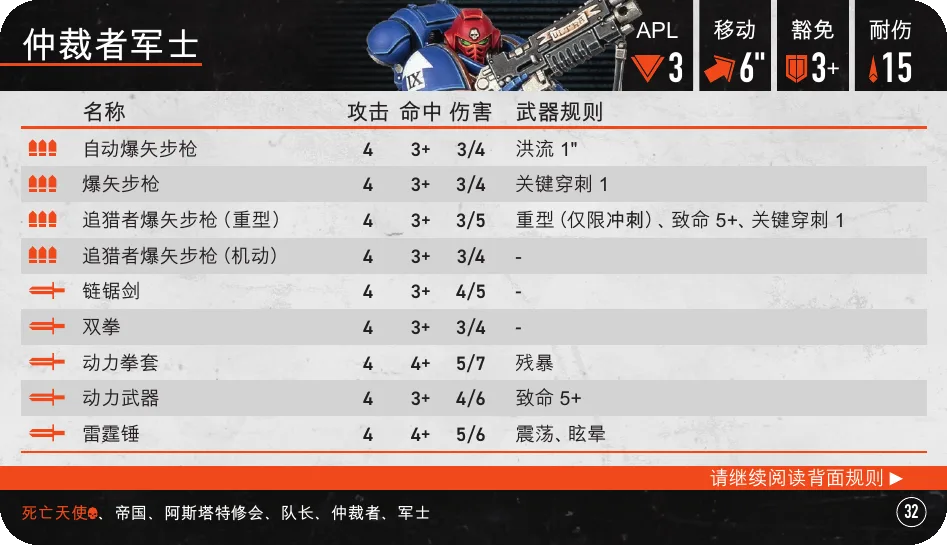 仲裁者军士
APL 移动 豁免 耐伤
3 6" 3+ 15
IX
名称 攻击 命中 伤害 武器规则
自动爆矢步枪 4 3+ 3/4 洪流 1"
爆矢步枪 4 3+ 3/4 关键穿刺 1
追猎者爆矢步枪（重型） 4 3+ 3/5 重型（仅限冲刺）、致命 5+、关键穿刺 1
追猎者爆矢步枪（机动） 4 3+ 3/4 -
链锯剑 4 3+ 4/5 -
双拳 4 3+ 3/4 -
动力拳套 4 4+ 5/7 残暴
动力武器 4 3+ 4/6 致命 5+
雷霆锤 4 4+ 5/6 震荡、眩晕
请继续阅读背面规则 ▶
死亡天使、帝国、阿斯塔特修会、队长、仲裁者、军士
32